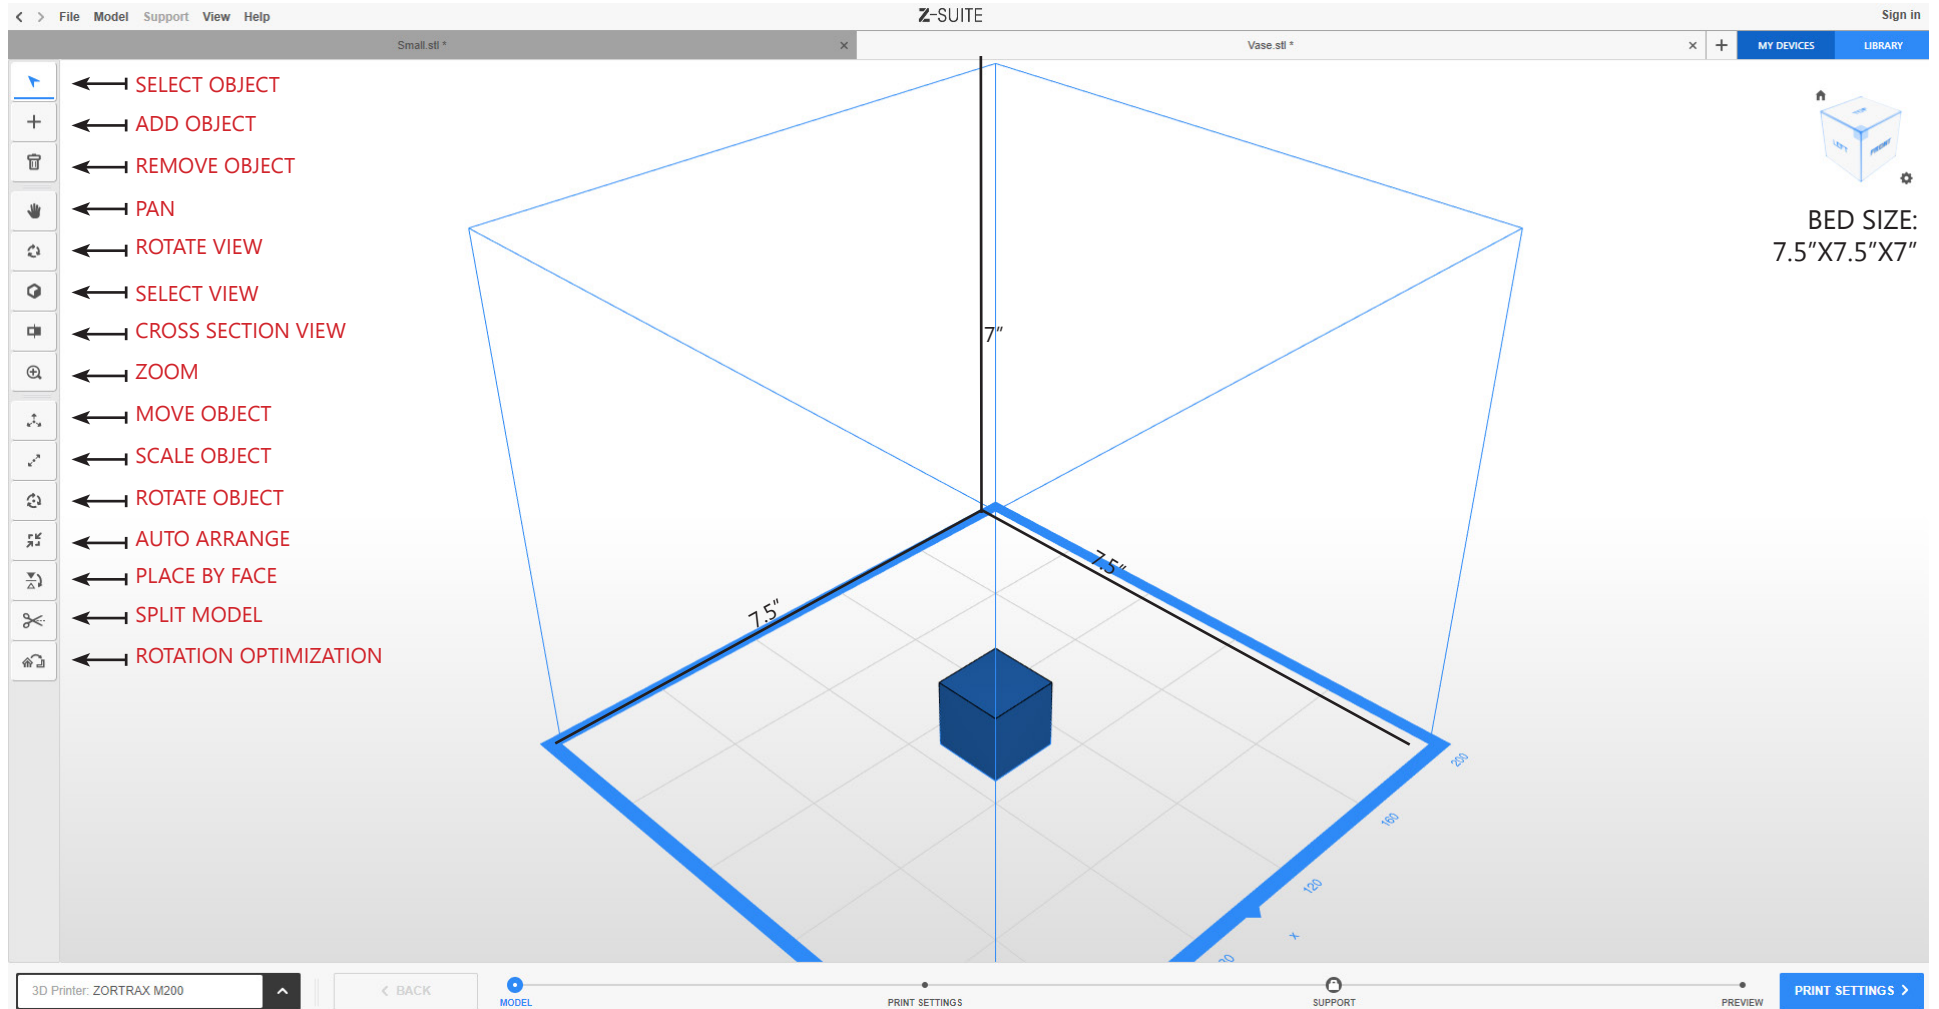 File Model Support View Help
Z-SUITE
Sign in
Small.stl *
Vase.stl *
MY DEVICES
LIBRARY
SELECT OBJECT
ADD OBJECT
REMOVE OBJECT
PAN
ROTATE VIEW
SELECT VIEW
CROSS SECTION VIEW
ZOOM
MOVE OBJECT
SCALE OBJECT
ROTATE OBJECT
AUTO ARRANGE
PLACE BY FACE
SPLIT MODEL
ROTATION OPTIMIZATION
LEFT
FRONT
BED SIZE:
7.5"X7.5"X7"
7"
7.5"
7.5"
200
160
120
X
3D Printer: ZORTRAX M200
BACK
MODEL
PRINT SETTINGS
SUPPORT
PREVIEW
PRINT SETTINGS